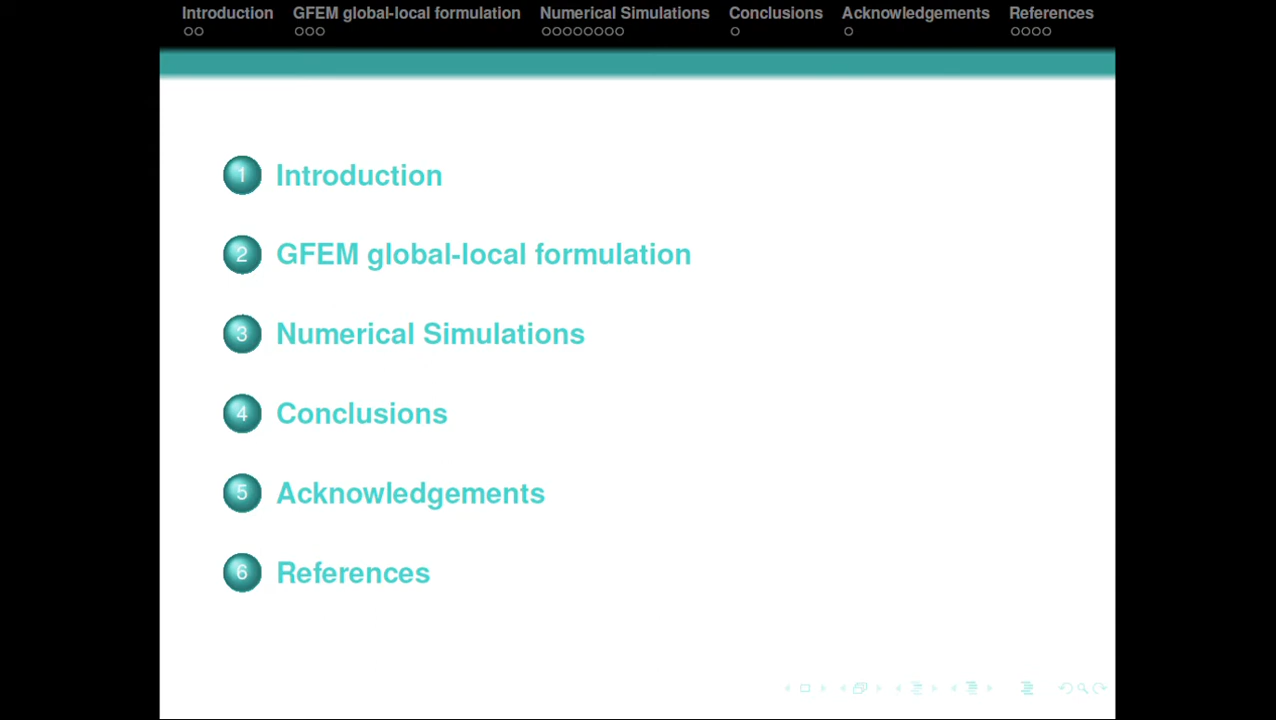 Introduction GFEM global-local formulation Numerical Simulations Conclusions Acknowledgements References
1 Introduction
2 GFEM global-local formulation
3 Numerical Simulations
4 Conclusions
5 Acknowledgements
6 References